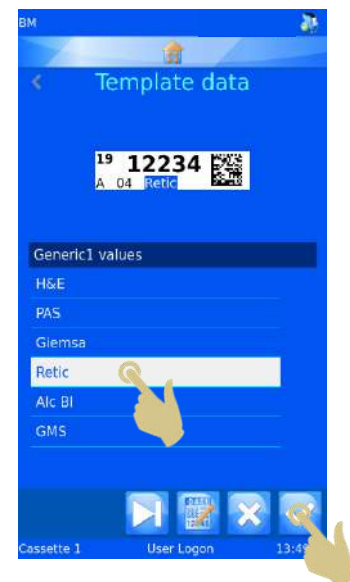 BM
Template data
19 12234
A 04 Retic
Generic1 values
H&E
PAS
Giemsa
Retic
Alc Bl
GMS
Cassette 1 User Logon 13:49